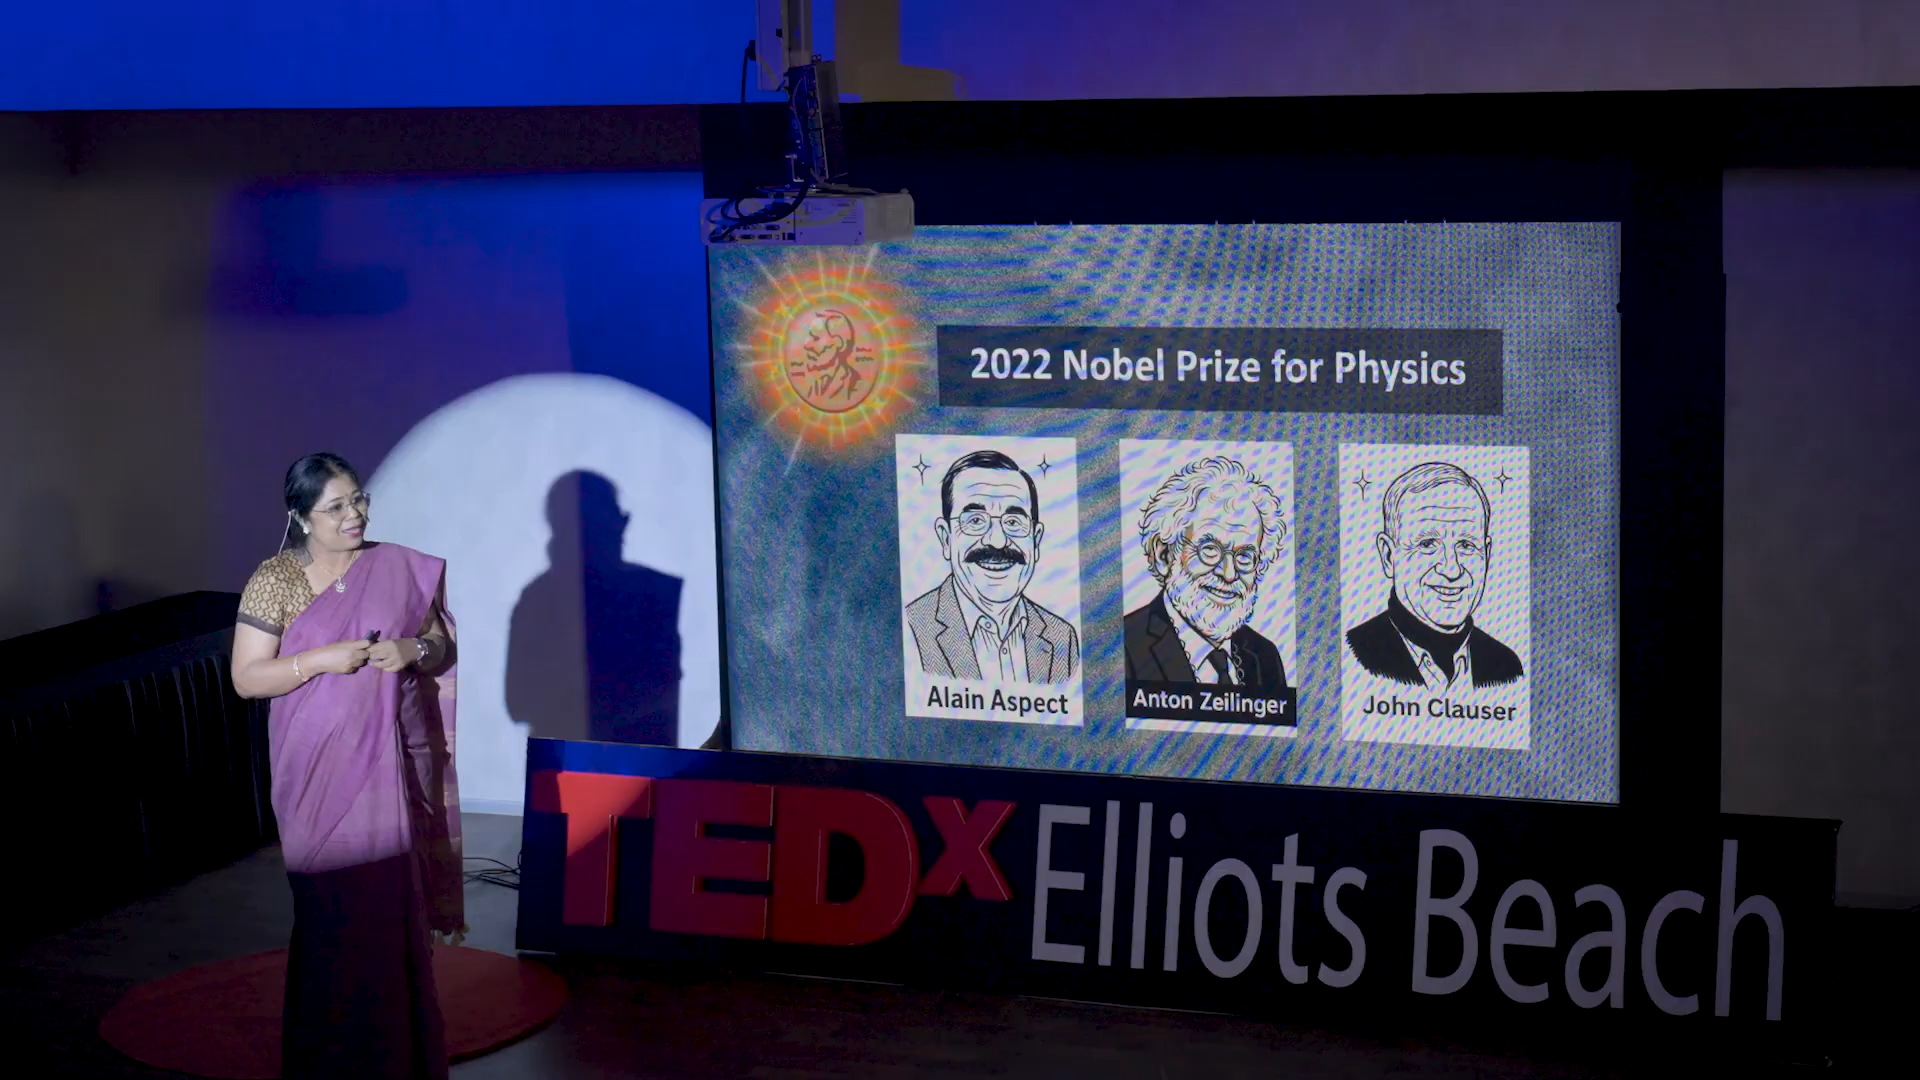 2022 Nobel Prize for Physics
Alain Aspect
Anton Zeilinger
John Clauser
TEDx Elliots Beach